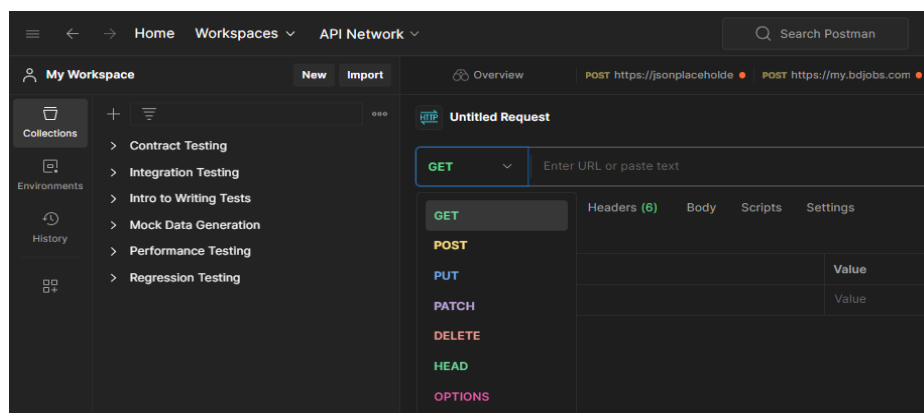 Home Workspaces API Network Search Postman
My Workspace New Import Overview POST https://jsonplaceholde POST https://my.bdjobs.com
Collections
HTTP Untitled Request
Contract Testing
GET Enter URL or paste text
Integration Testing
Environments
Intro to Writing Tests
GET Headers (6) Body Scripts Settings
Mock Data Generation
History
POST
Performance Testing
PUT Value
Regression Testing
PATCH Value
DELETE
HEAD
OPTIONS